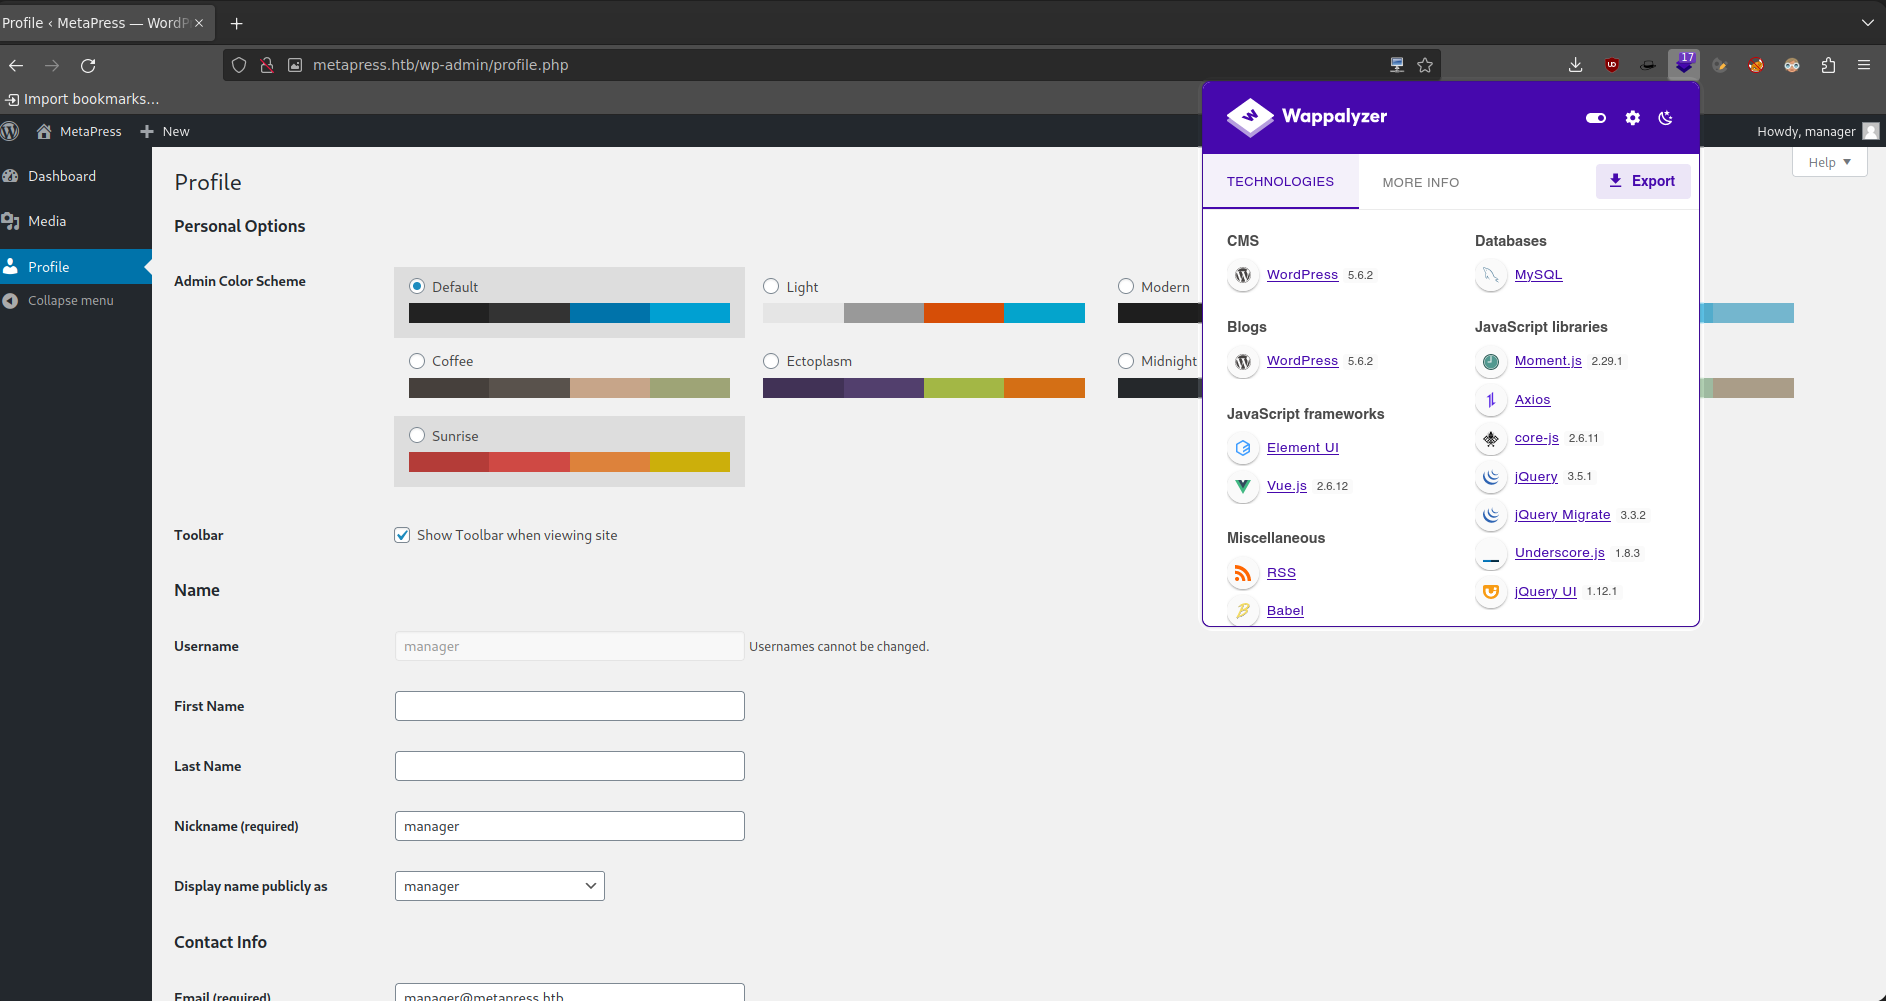 Profile ‹ MetaPress — WordP
metapress.htb/wp-admin/profile.php
17
Import bookmarks...
MetaPress
New
Howdy, manager
Dashboard
Media
Profile
Collapse menu
Help
Profile
Personal Options
Admin Color Scheme
Default
Light
Modern
Coffee
Ectoplasm
Midnight
Sunrise
Toolbar
Show Toolbar when viewing site
Name
Username
manager
Usernames cannot be changed.
First Name
Last Name
Nickname (required)
manager
Display name publicly as
manager
Contact Info
Email (required)
manager@metapress.htb
Wappalyzer
TECHNOLOGIES
MORE INFO
Export
CMS
WordPress 5.6.2
Blogs
WordPress 5.6.2
JavaScript frameworks
Element UI
Vue.js 2.6.12
Miscellaneous
RSS
Babel
Databases
MySQL
JavaScript libraries
Moment.js 2.29.1
Axios
core-js 2.6.11
jQuery 3.5.1
jQuery Migrate 3.3.2
Underscore.js 1.8.3
jQuery UI 1.12.1